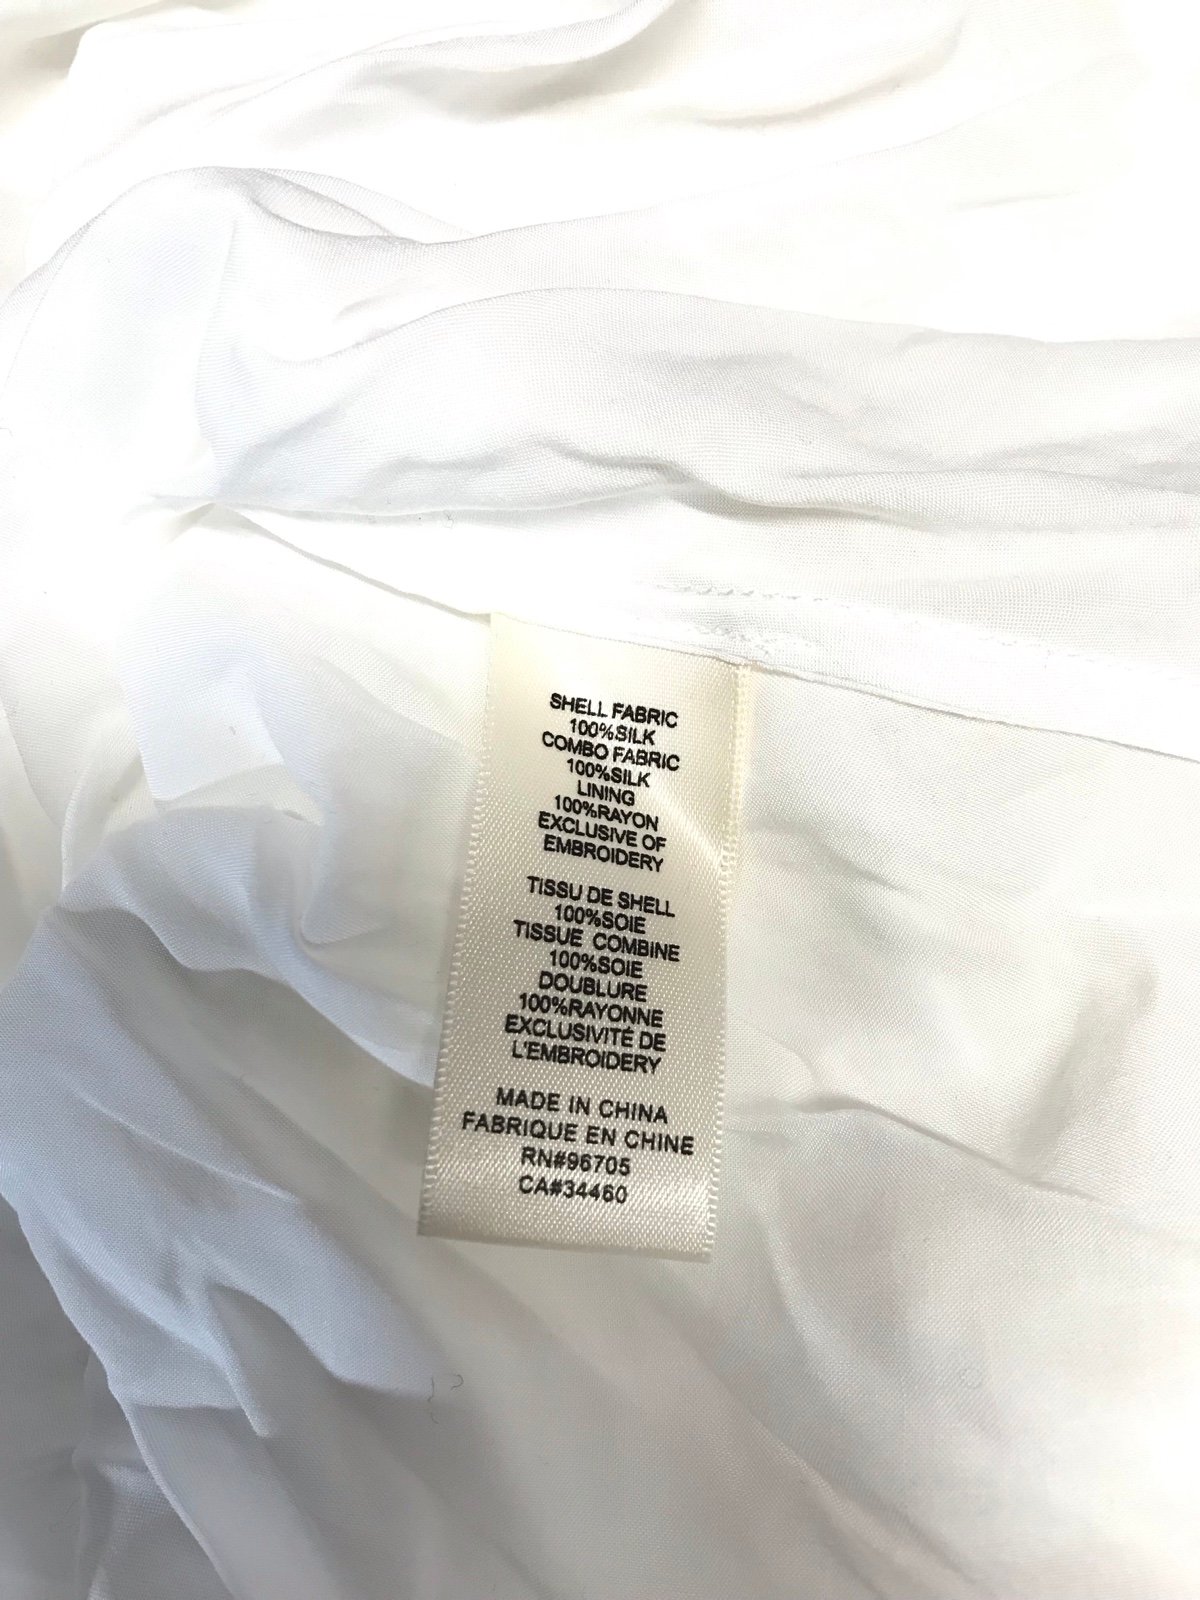 SHELL FABRIC
100%SILK
COMBO FABRIC
100%SILK
LINING
100%RAYON
EXCLUSIVE OF
EMBROIDERY
TISSU DE SHELL
100%SOIE
TISSUE COMBINE
100%SOIE
DOUBLURE
100%RAYONNE
EXCLUSIVITÉ DE
L'EMBROIDERY
MADE IN CHINA
FABRIQUE EN CHINE
RN#96705
CA#34460